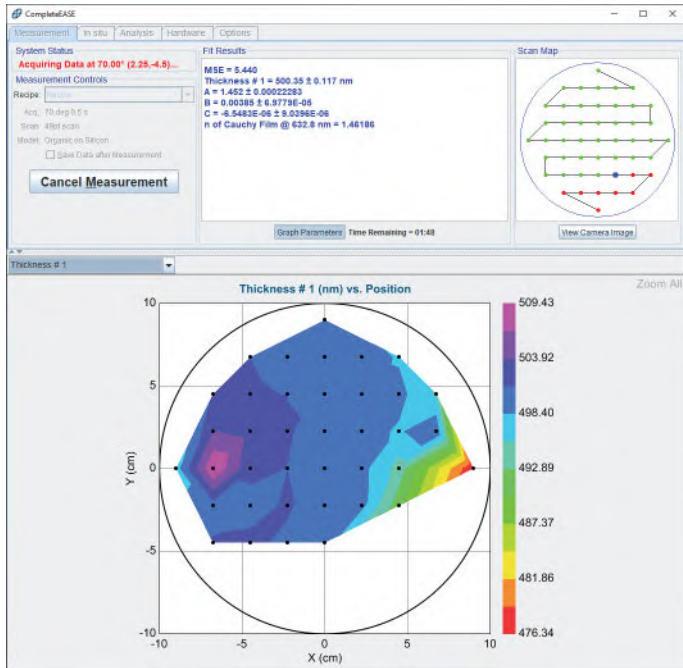 CompleteEASE
Measurement In situ Analysis Hardware Options
System Status
Acquiring Data at 70.00° (2.25,-4.5)...
Measurement Controls
Recipe: Recipe
Acq. 70 deg 0.5 s
Scan: 49pt scan
Model: Organic on Silicon
Save Data after Measurement
Cancel Measurement
Fit Results
MSE = 5.440
Thickness # 1 = 500.35 ± 0.117 nm
A = 1.452 ± 0.00022283
B = 0.00385 ± 6.9779E-05
C = -6.5483E-06 ± 9.0396E-06
n of Cauchy Film @ 632.8 nm = 1.46186
Graph Parameters Time Remaining = 01:48
Scan Map
View Camera Image
Thickness # 1
Zoom All
Thickness # 1 (nm) vs. Position
10
5
0
-5
-10
Y (cm)
-10 -5 0 5 10
X (cm)
509.43
503.92
498.40
492.89
487.37
481.86
476.34